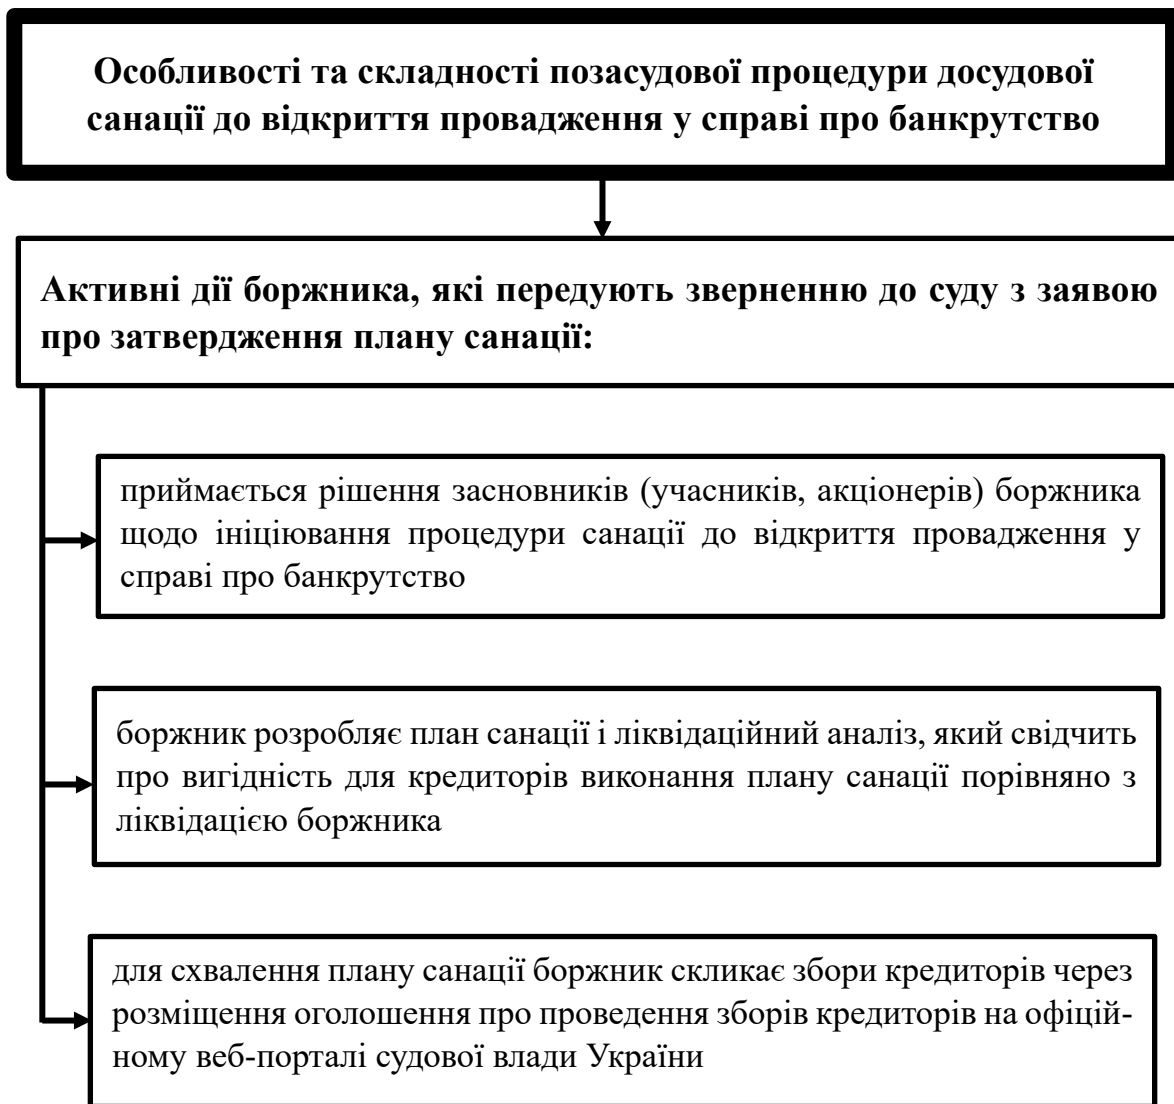 Особливості та складності позасудової процедури досудової
санації до відкриття провадження у справі про банкрутство
Активні дії боржника, які передують зверненню до суду з заявою
про затвердження плану санації:
приймається рішення засновників (учасників, акціонерів) боржника
щодо ініціювання процедури санації до відкриття провадження у
справі про банкрутство
боржник розробляє план санації і ліквідаційний аналіз, який свідчить
про вигідність для кредиторів виконання плану санації порівняно з
ліквідацією боржника
для схвалення плану санації боржник скликає збори кредиторів через
розміщення оголошення про проведення зборів кредиторів на офіцій-
ному веб-порталі судової влади України